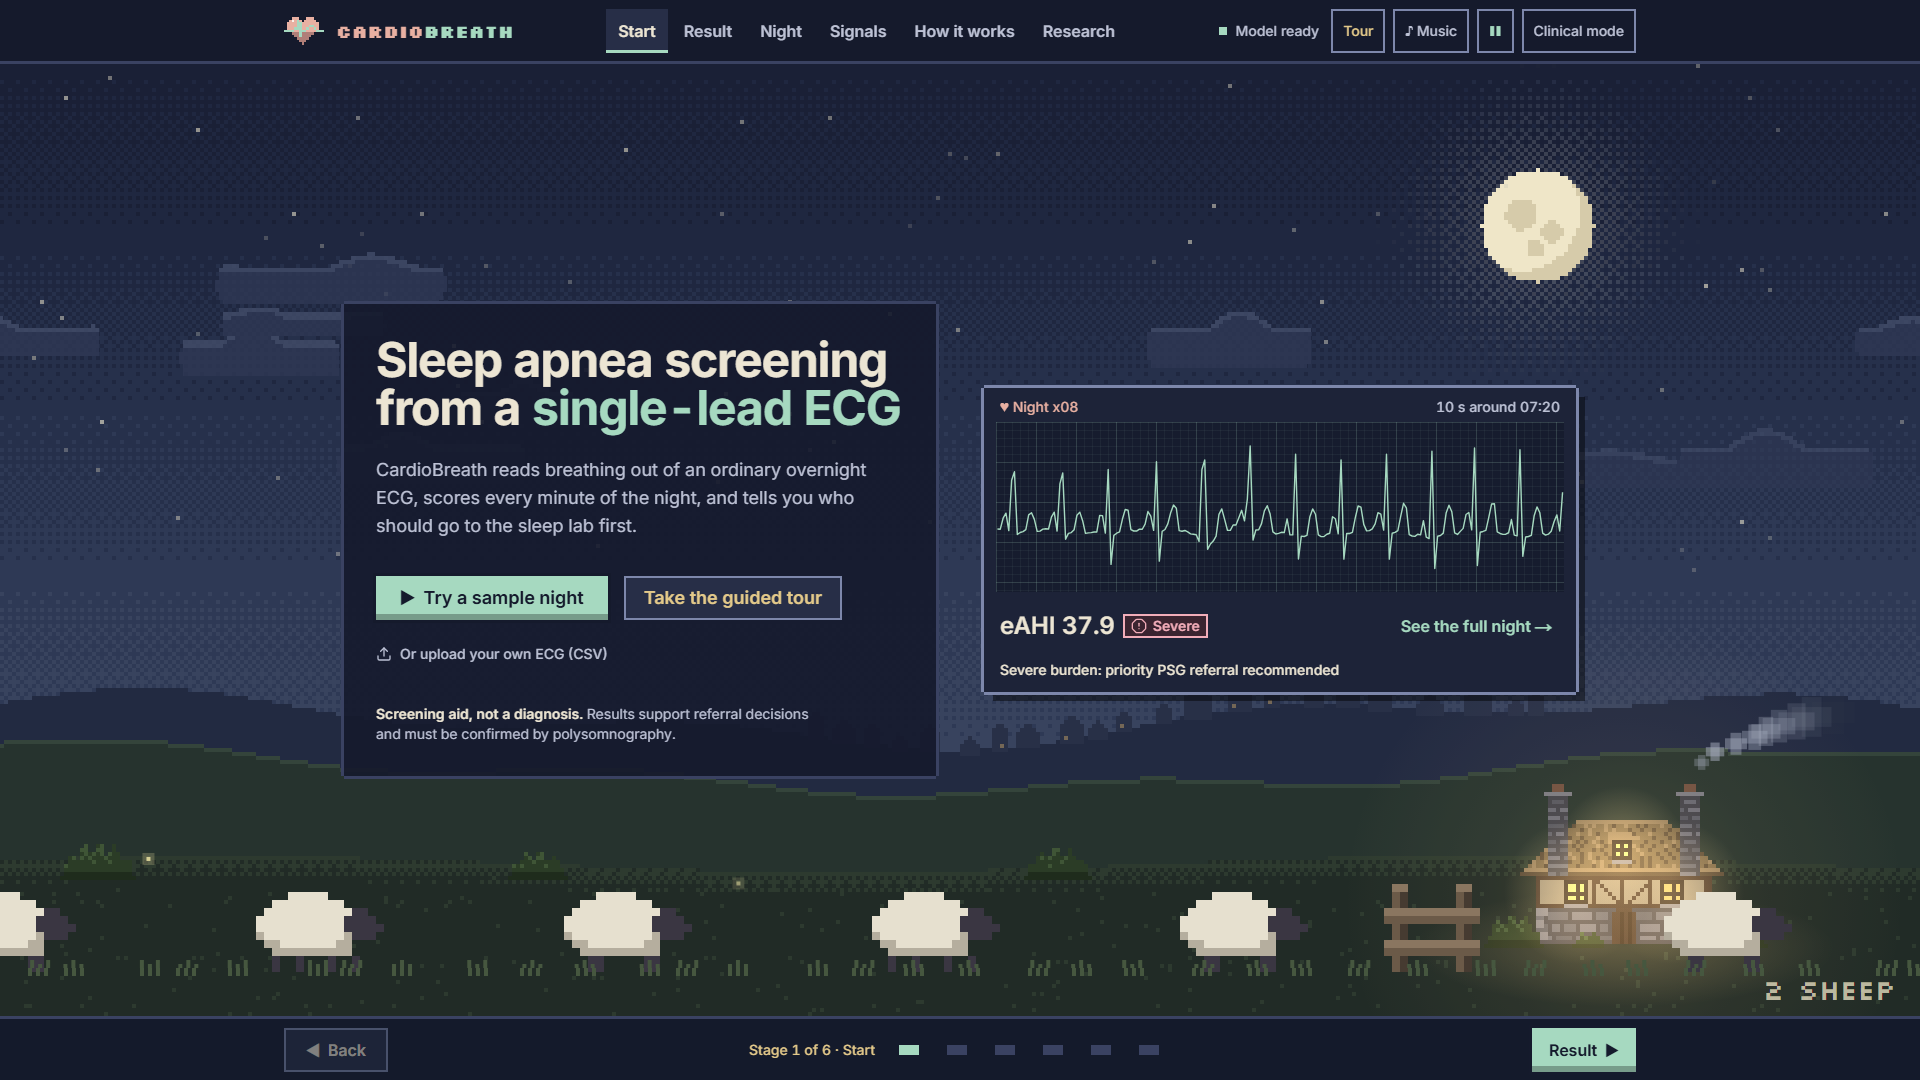 CARDIOBREATH
Start
Result
Night
Signals
How it works
Research
Model ready
Tour
♪ Music
Clinical mode
Sleep apnea screening
from a single-lead ECG
CardioBreath reads breathing out of an ordinary overnight
ECG, scores every minute of the night, and tells you who
should go to the sleep lab first.
▶ Try a sample night
Take the guided tour
Or upload your own ECG (CSV)
Screening aid, not a diagnosis. Results support referral decisions
and must be confirmed by polysomnography.
♥ Night x08
10 s around 07:20
eAHI 37.9
Severe
See the full night →
Severe burden: priority PSG referral recommended
2 SHEEP
◀ Back
Stage 1 of 6 · Start
Result ▶